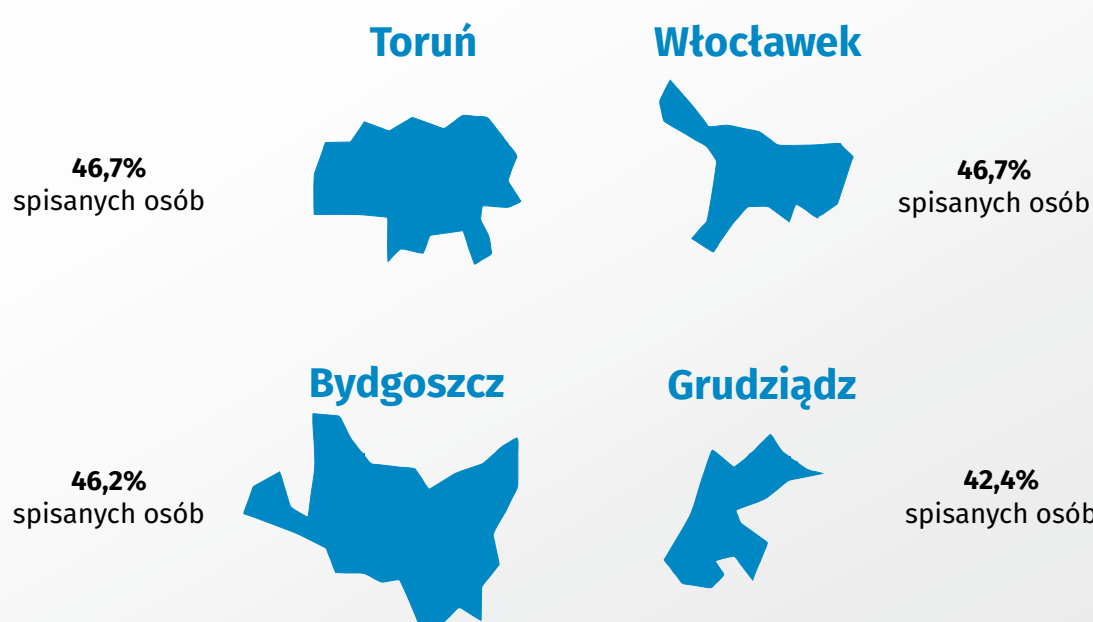 Toruń
Włocławek
46,7%
spisanych osób
46,7%
spisanych osób
Bydgoszcz
Grudziądz
46,2%
spisanych osób
42,4%
spisanych osób